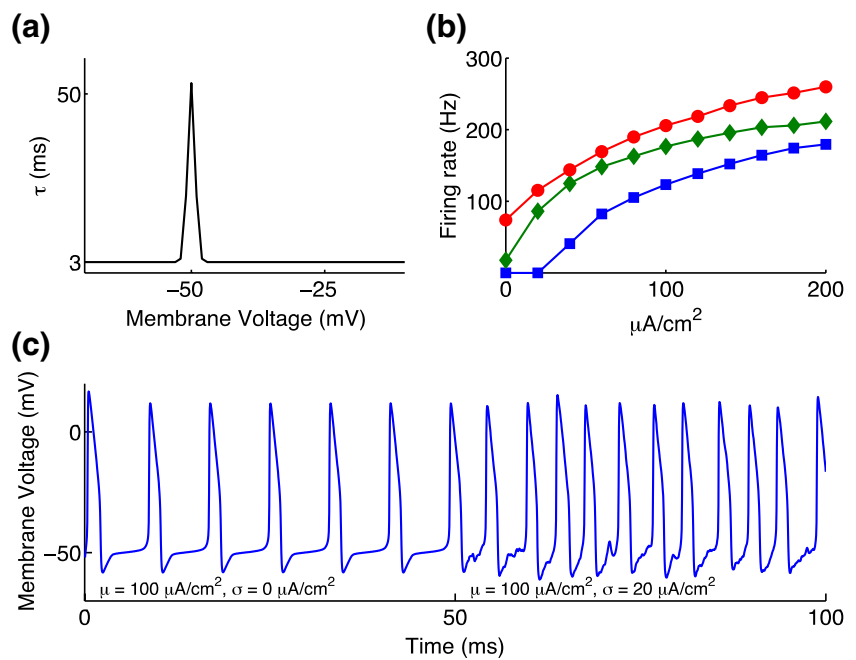 (a)
50
3
τ (ms)
−50
−25
Membrane Voltage (mV)
(b)
300
200
100
Firing rate (Hz)
0
100
200
μA/cm²
(c)
0
−50
Membrane Voltage (mV)
μ = 100 μA/cm², σ = 0 μA/cm²
μ = 100 μA/cm², σ = 20 μA/cm²
0
50
100
Time (ms)